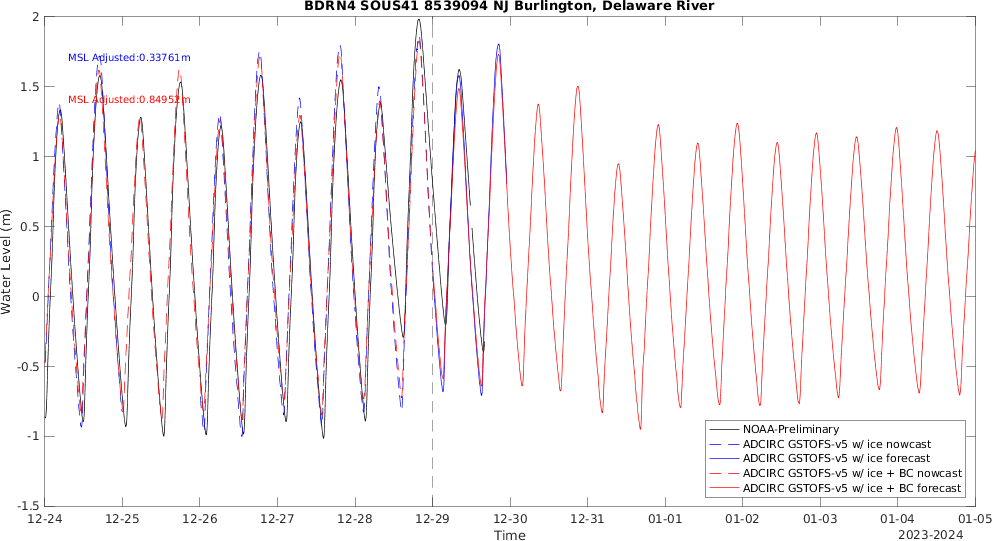 BDRN4 SOUS41 8539094 NJ Burlington, Delaware River
2
1.5
1
0.5
0
-0.5
-1
-1.5
Water Level (m)
MSL Adjusted:0.33761m
MSL Adjusted:0.84952m
NOAA-Preliminary
ADCIRC GSTOFS-v5 w/ ice nowcast
ADCIRC GSTOFS-v5 w/ ice forecast
ADCIRC GSTOFS-v5 w/ ice + BC nowcast
ADCIRC GSTOFS-v5 w/ ice + BC forecast
12-24 12-25 12-26 12-27 12-28 12-29 12-30 12-31 01-01 01-02 01-03 01-04 01-05
Time
2023-2024